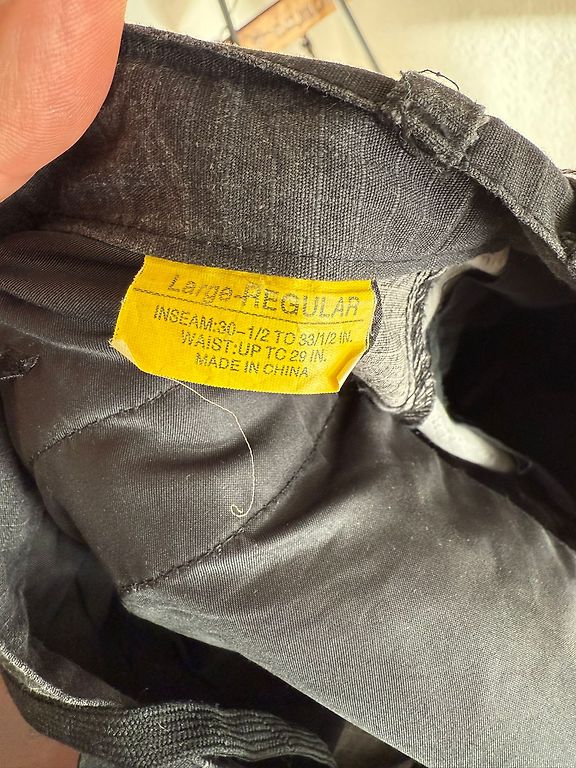 Large-REGULAR
INSEAM:30-1/2 TO 33/1/2 IN.
WAIST:UP TO 29 IN.
MADE IN CHINA